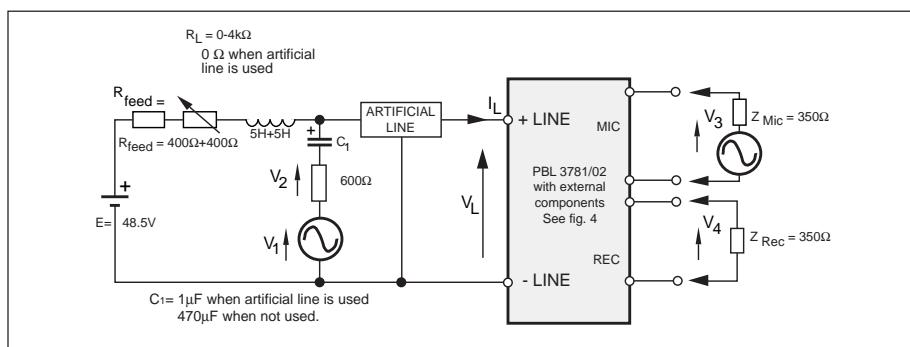 R_L = 0-4kΩ
0 Ω when artificial
line is used
R_feed =
R_feed = 400Ω+400Ω
5H+5H
+
C_1
ARTIFICIAL
LINE
I_L
+ LINE
MIC
V_3
Z_Mic = 350Ω
V_2
600Ω
V_L
PBL 3781/02
with external
components
See fig. 4
+
E= 48.5V
V_1
V_4
Z_Rec = 350Ω
REC
- LINE
C_1= 1µF when artificial line is used
470µF when not used.